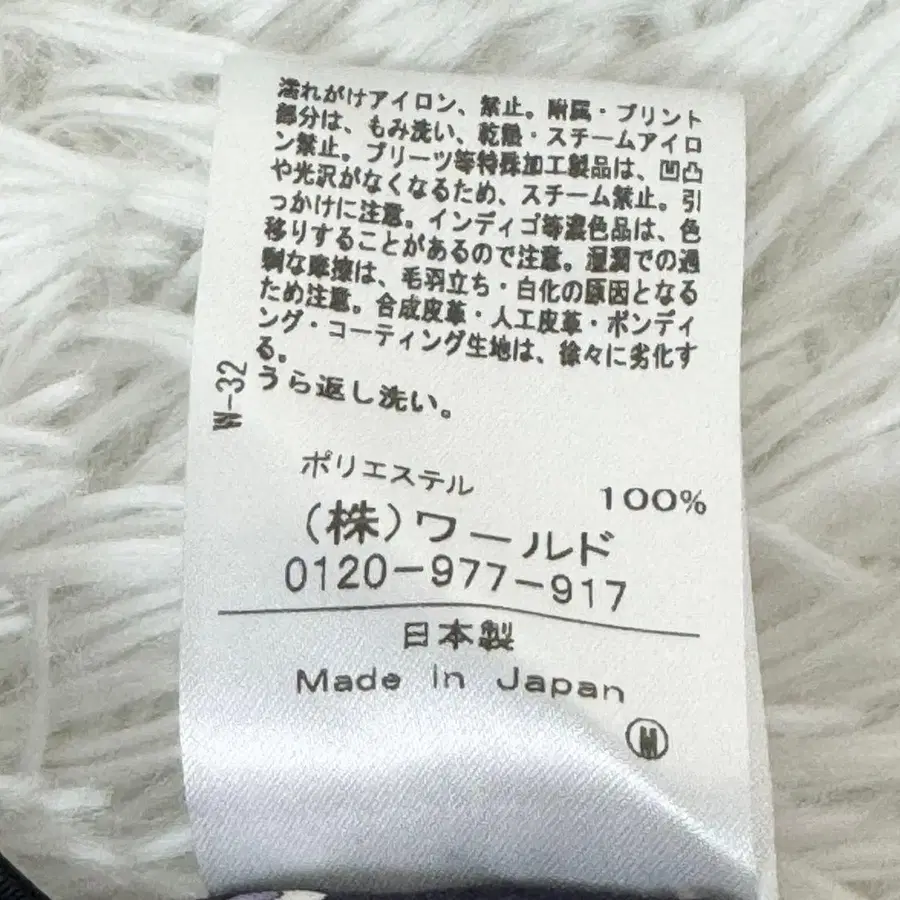 濡れがけアイロン、禁止。附属・プリント
部分は、もみ洗い、乾燥・スチームアイロ
ン禁止。プリーツ等特殊加工製品は、凹凸
や光沢がなくなるため、スチーム禁止。引
っかけに注意。インディゴ等濃色品は、色
移りすることがあるので注意。湿潤での過
剰な摩擦は、毛羽立ち・白化の原因となる
ため注意。合成皮革・人工皮革・ボンディ
ング・コーティング生地は、徐々に劣化す
る。
うら返し洗い。
W-32
ポリエステル 100%
(株)ワールド
0120-977-917
日本製
Made in Japan
M